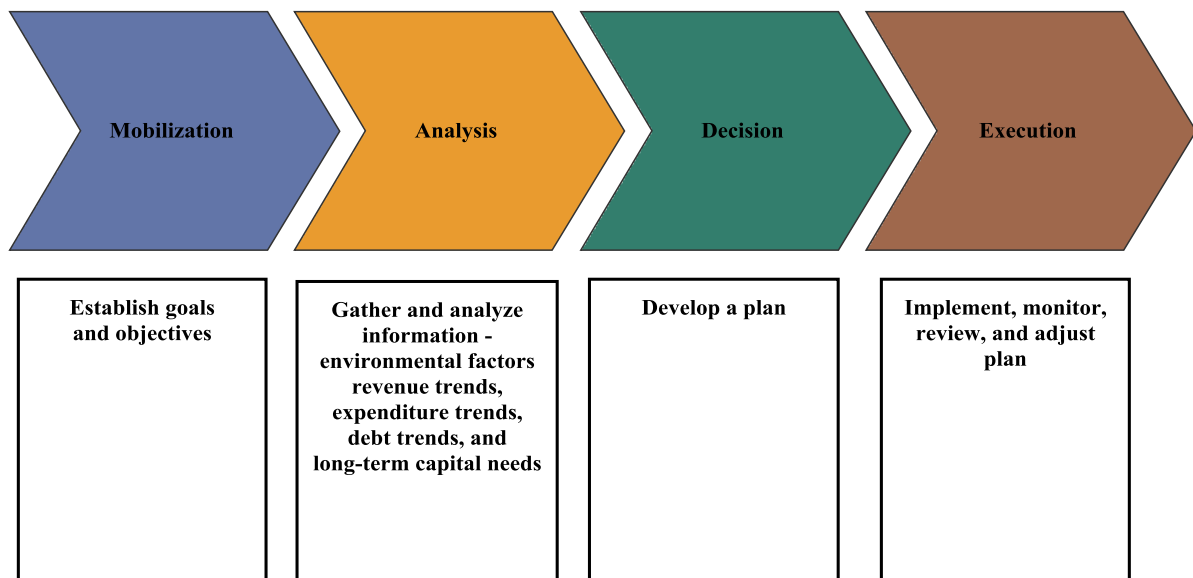 Mobilization
Analysis
Decision
Execution
Establish goals
and objectives
Gather and analyze
information -
environmental factors
revenue trends,
expenditure trends,
debt trends, and
long-term capital needs
Develop a plan
Implement, monitor,
review, and adjust
plan